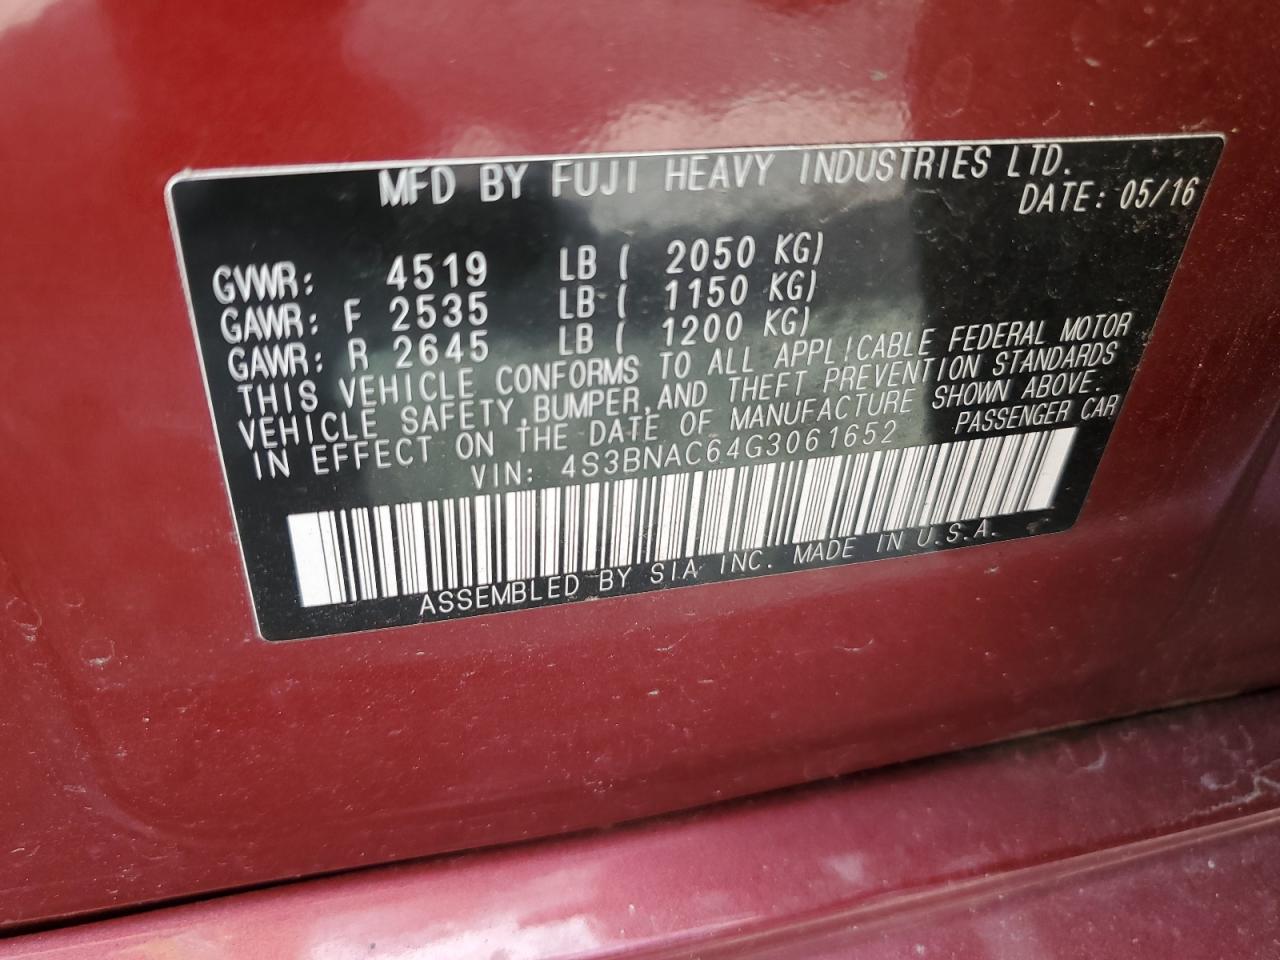 MFD BY FUJI HEAVY INDUSTRIES LTD.
DATE: 05/16
GVWR: 4519 LB ( 2050 KG)
GAWR: F 2535 LB ( 1150 KG)
GAWR: R 2645 LB ( 1200 KG)
THIS VEHICLE CONFORMS TO ALL APPLICABLE FEDERAL MOTOR
VEHICLE SAFETY, BUMPER, AND THEFT PREVENTION STANDARDS
IN EFFECT ON THE DATE OF MANUFACTURE SHOWN ABOVE.
VIN: 4S3BNAC64G3061652 PASSENGER CAR
ASSEMBLED BY SIA INC. MADE IN U.S.A.